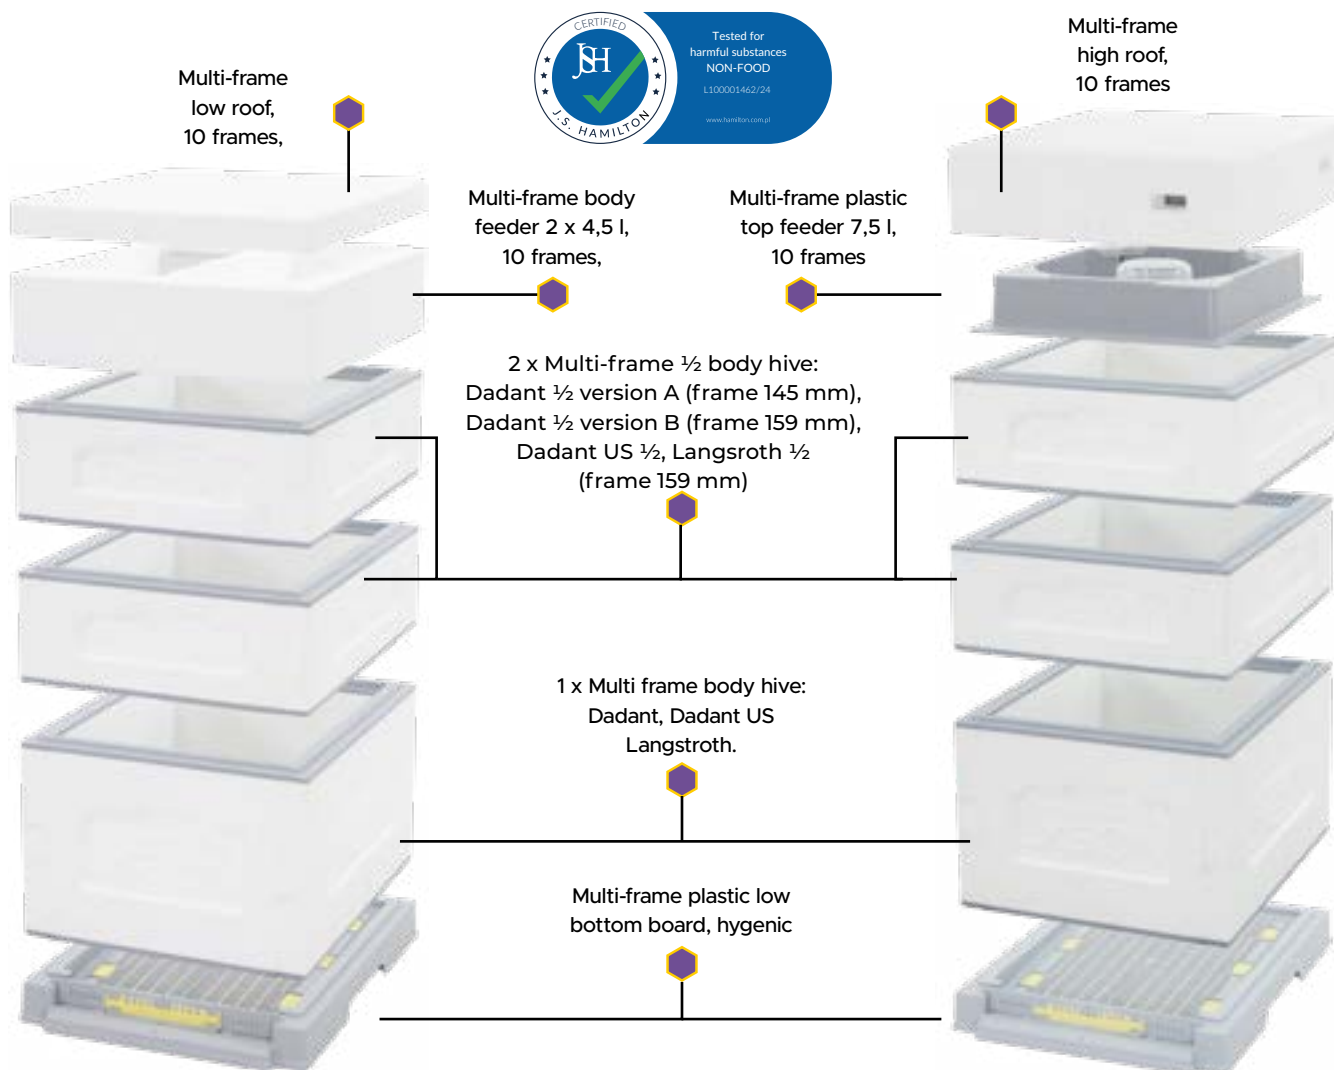 CERTIFIED
JSH
J.S. HAMILTON
Tested for
harmful substances
NON-FOOD
L100001462/24
www.hamilton.com.pl
Multi-frame
low roof,
10 frames,
Multi-frame
high roof,
10 frames
Multi-frame body
feeder 2 x 4,5 l,
10 frames,
Multi-frame plastic
top feeder 7,5 l,
10 frames
2 x Multi-frame ½ body hive:
Dadant ½ version A (frame 145 mm),
Dadant ½ version B (frame 159 mm),
Dadant US ½, Langsroth ½
(frame 159 mm)
1 x Multi frame body hive:
Dadant, Dadant US
Langstroth.
Multi-frame plastic low
bottom board, hygenic